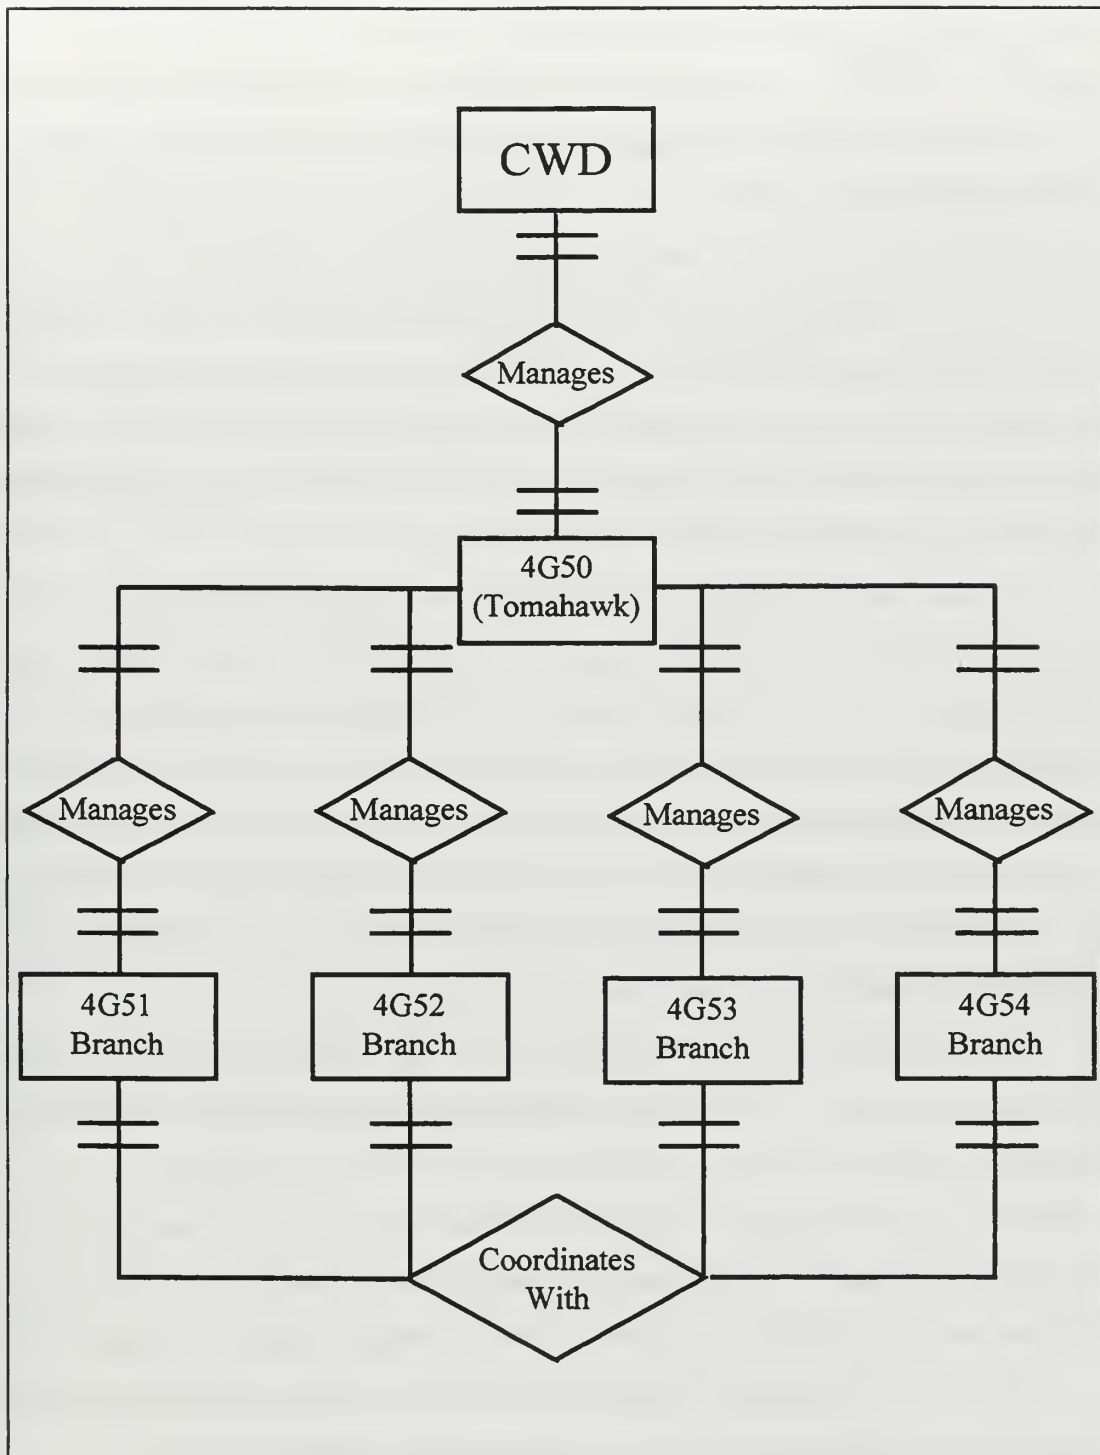 CWD
Manages
4G50
(Tomahawk)
Manages
Manages
Manages
Manages
4G51
Branch
4G52
Branch
4G53
Branch
4G54
Branch
Coordinates
With